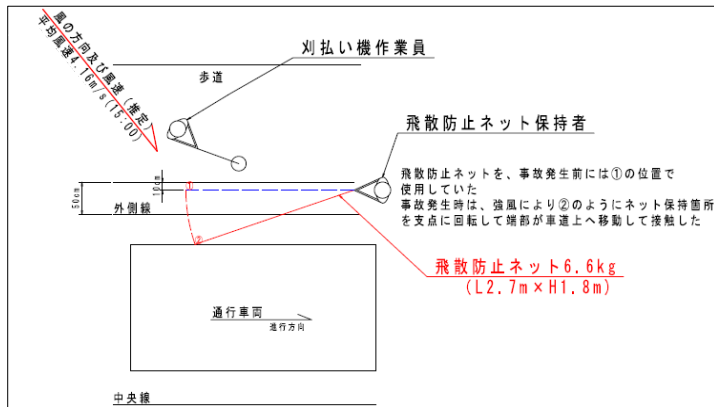 風の方向及び風速(推定)
平均風速4.16m/s(15:00)
刈払い機作業員
歩道
飛散防止ネット保持者
飛散防止ネットを、事故発生前には①の位置で
使用していた
事故発生時は、強風により②のようにネット保持箇所
を支点に回転して端部が車道上へ移動して接触した
①
10cm
50cm
外側線
②
飛散防止ネット6.6kg
(L2.7m×H1.8m)
通行車両
進行方向
中央線